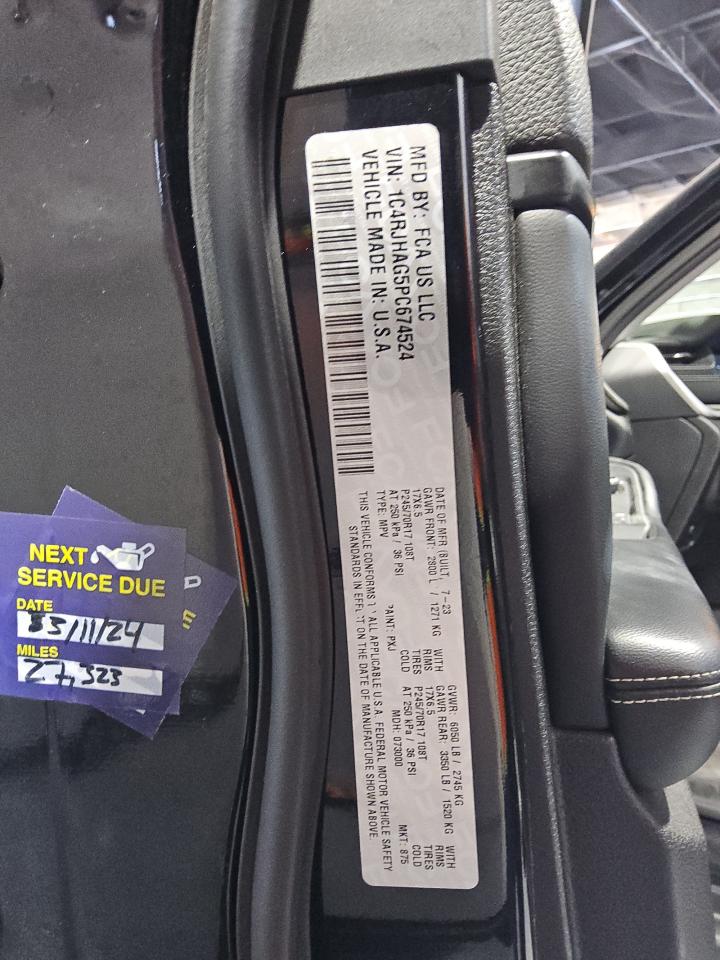 MFD BY: FCA US LLC
VIN: 1C4RJHAG5PC674524
VEHICLE MADE IN: U.S.A.
DATE OF MFR (BUILT) 7-23 GVWR: 6050 LB / 2745 KG
GAWR FRONT: 2800 L / 1271 KG WITH GAWR REAR: 3350 LB / 1520 KG WITH
17X6.5 RIMS 17X6.5 RIMS
P245/70R17 108T TIRES P245/70R17 108T TIRES
AT 250 kPa / 36 PSI COLD AT 250 kPa / 36 PSI COLD
TYPE: MPV PAINT: PXJ MDH: 073000 MKT: 875
THIS VEHICLE CONFORMS ALL APPLICABLE U.S.A. FEDERAL MOTOR VEHICLE SAFETY
STANDARDS IN EFFECT ON THE DATE OF MANUFACTURE SHOWN ABOVE.
NEXT
SERVICE DUE
DATE
/11/24
MILES
27,323